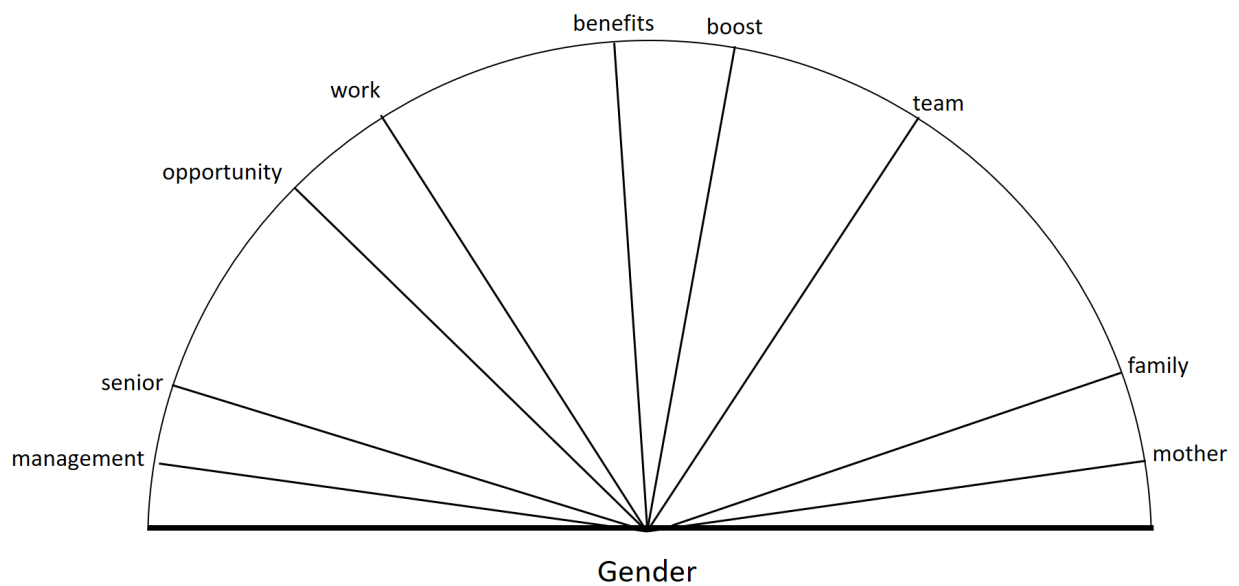 benefits
boost
work
team
opportunity
family
senior
mother
management
Gender